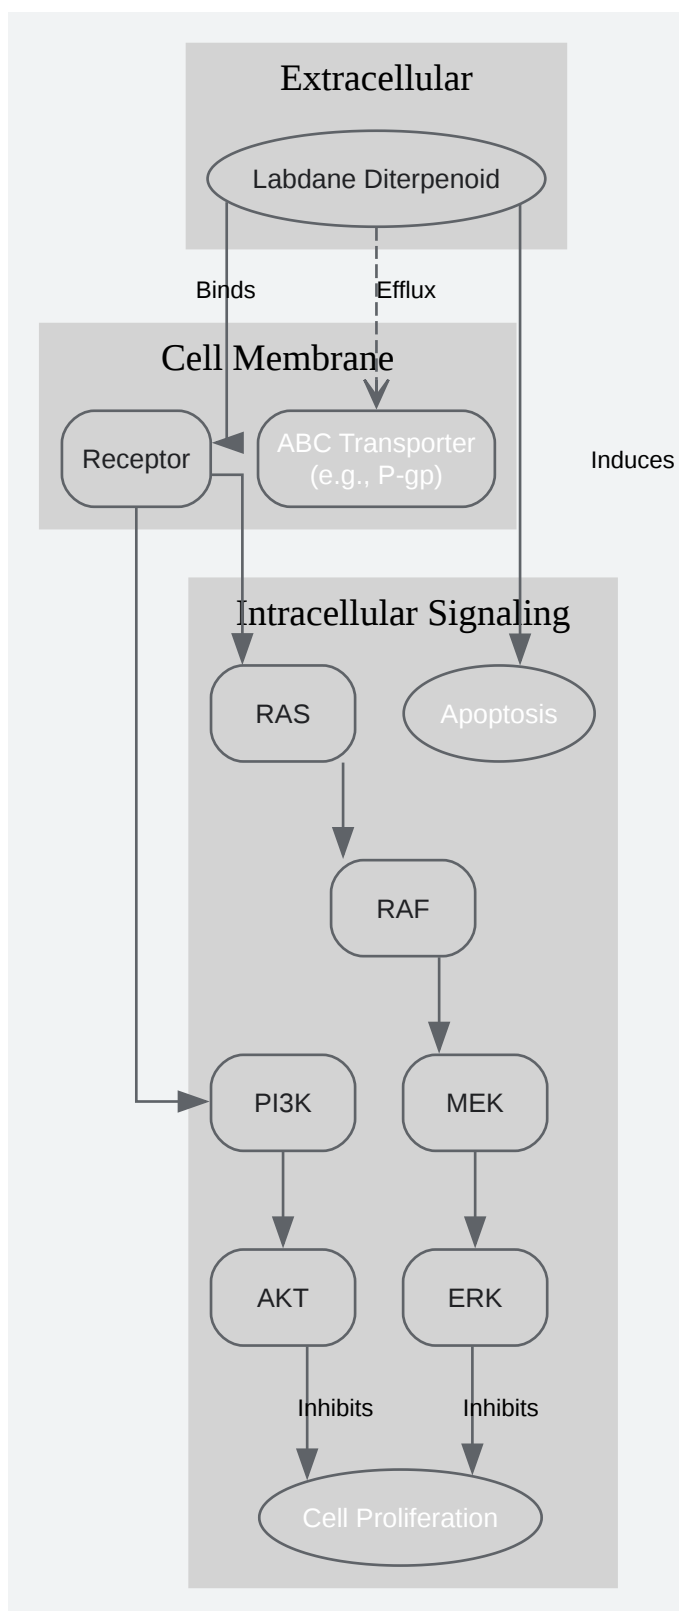 Extracellular
Labdane Diterpenoid
Binds
Efflux
Cell Membrane
Receptor
ABC Transporter
(e.g., P-gp)
Induces
Intracellular Signaling
RAS
Apoptosis
RAF
PI3K
MEK
AKT
ERK
Inhibits
Inhibits
Cell Proliferation